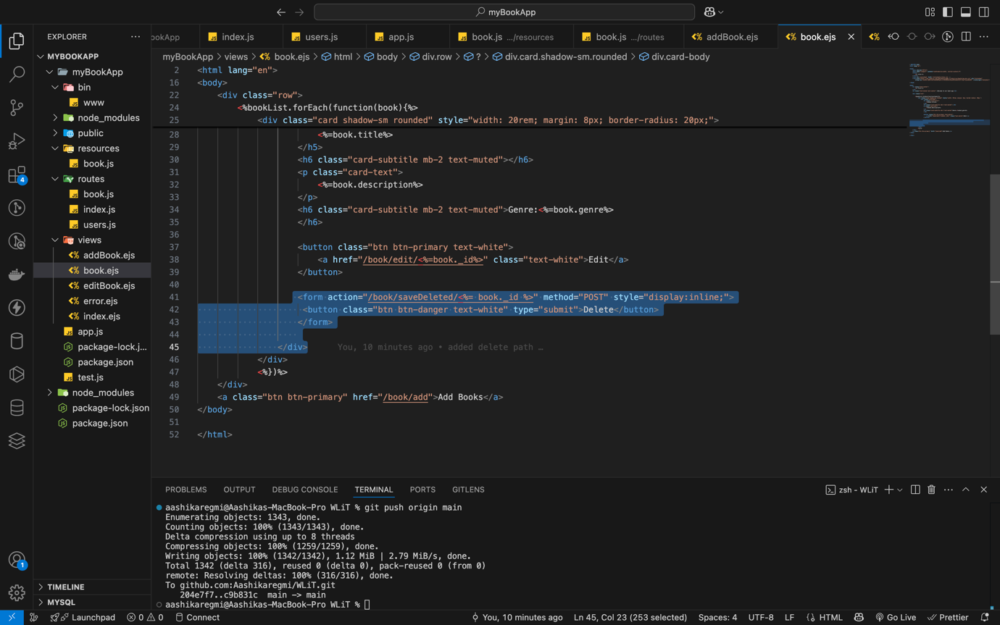 myBookApp
EXPLORER
okApp
index.js
users.js
app.js
book.js .../resources
book.js .../routes
addBook.ejs
book.ejs
myBookApp > views > book.ejs > html > body > div.row > ? > div.card.shadow-sm.rounded > div.card-body
MYBOOKAPP
myBookApp
bin
www
node_modules
public
resources
book.js
routes
book.js
index.js
users.js
views
addBook.ejs
book.ejs
editBook.ejs
error.ejs
index.ejs
app.js
package-lock.j...
package.json
test.js
node_modules
package-lock.json
package.json
TIMELINE
MYSQL
4
1
2 <html lang="en">
16 <body>
22 <div class="row">
24 <%bookList.forEach(function(book){%>
25 <div class="card shadow-sm rounded" style="width: 20rem; margin: 8px; border-radius: 20px;">
28 <%=book.title%>
29 </h5>
30 <h6 class="card-subtitle mb-2 text-muted"></h6>
31 <p class="card-text">
32 <%=book.description%>
33 </p>
34 <h6 class="card-subtitle mb-2 text-muted">Genre:<%=book.genre%>
35 </h6>
36
37 <button class="btn btn-primary text-white">
38 <a href="/book/edit/<%=book._id%>" class="text-white">Edit</a>
39 </button>
40
41 <form action="/book/saveDeleted/<%= book._id %>" method="POST" style="display:inline;">
42 <button class="btn btn-danger text-white" type="submit">Delete</button>
43 </form>
44
45 </div> You, 10 minutes ago • added delete path …
46 </div>
47 <%})%>
48 </div>
49 <a class="btn btn-primary" href="/book/add">Add Books</a>
50 </body>
51
52 </html>
PROBLEMS OUTPUT DEBUG CONSOLE TERMINAL PORTS GITLENS
zsh - WLiT
aashikaregmi@Aashikas-MacBook-Pro WLiT % git push origin main
Enumerating objects: 1343, done.
Counting objects: 100% (1343/1343), done.
Delta compression using up to 8 threads
Compressing objects: 100% (1259/1259), done.
Writing objects: 100% (1342/1342), 1.12 MiB | 2.79 MiB/s, done.
Total 1342 (delta 316), reused 0 (delta 0), pack-reused 0 (from 0)
remote: Resolving deltas: 100% (316/316), done.
To github.com:Aashikaregmi/WLiT.git
204e7f7..c9b831c main -> main
aashikaregmi@Aashikas-MacBook-Pro WLiT %
Launchpad 0 0 Connect You, 10 minutes ago Ln 45, Col 23 (253 selected) Spaces: 4 UTF-8 LF HTML Go Live Prettier